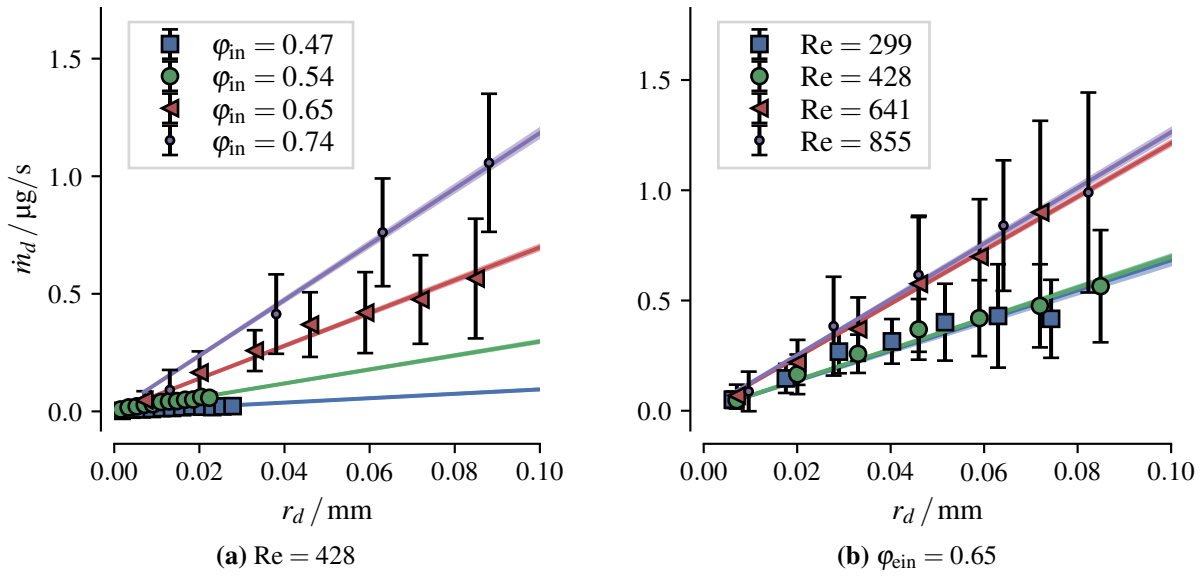 φin = 0.47
φin = 0.54
φin = 0.65
φin = 0.74
1.5
1.0
0.5
0.0
ṁd / µg/s
0.00 0.02 0.04 0.06 0.08 0.10
rd / mm
(a) Re = 428
Re = 299
Re = 428
Re = 641
Re = 855
1.5
1.0
0.5
0.0
0.00 0.02 0.04 0.06 0.08 0.10
rd / mm
(b) φein = 0.65